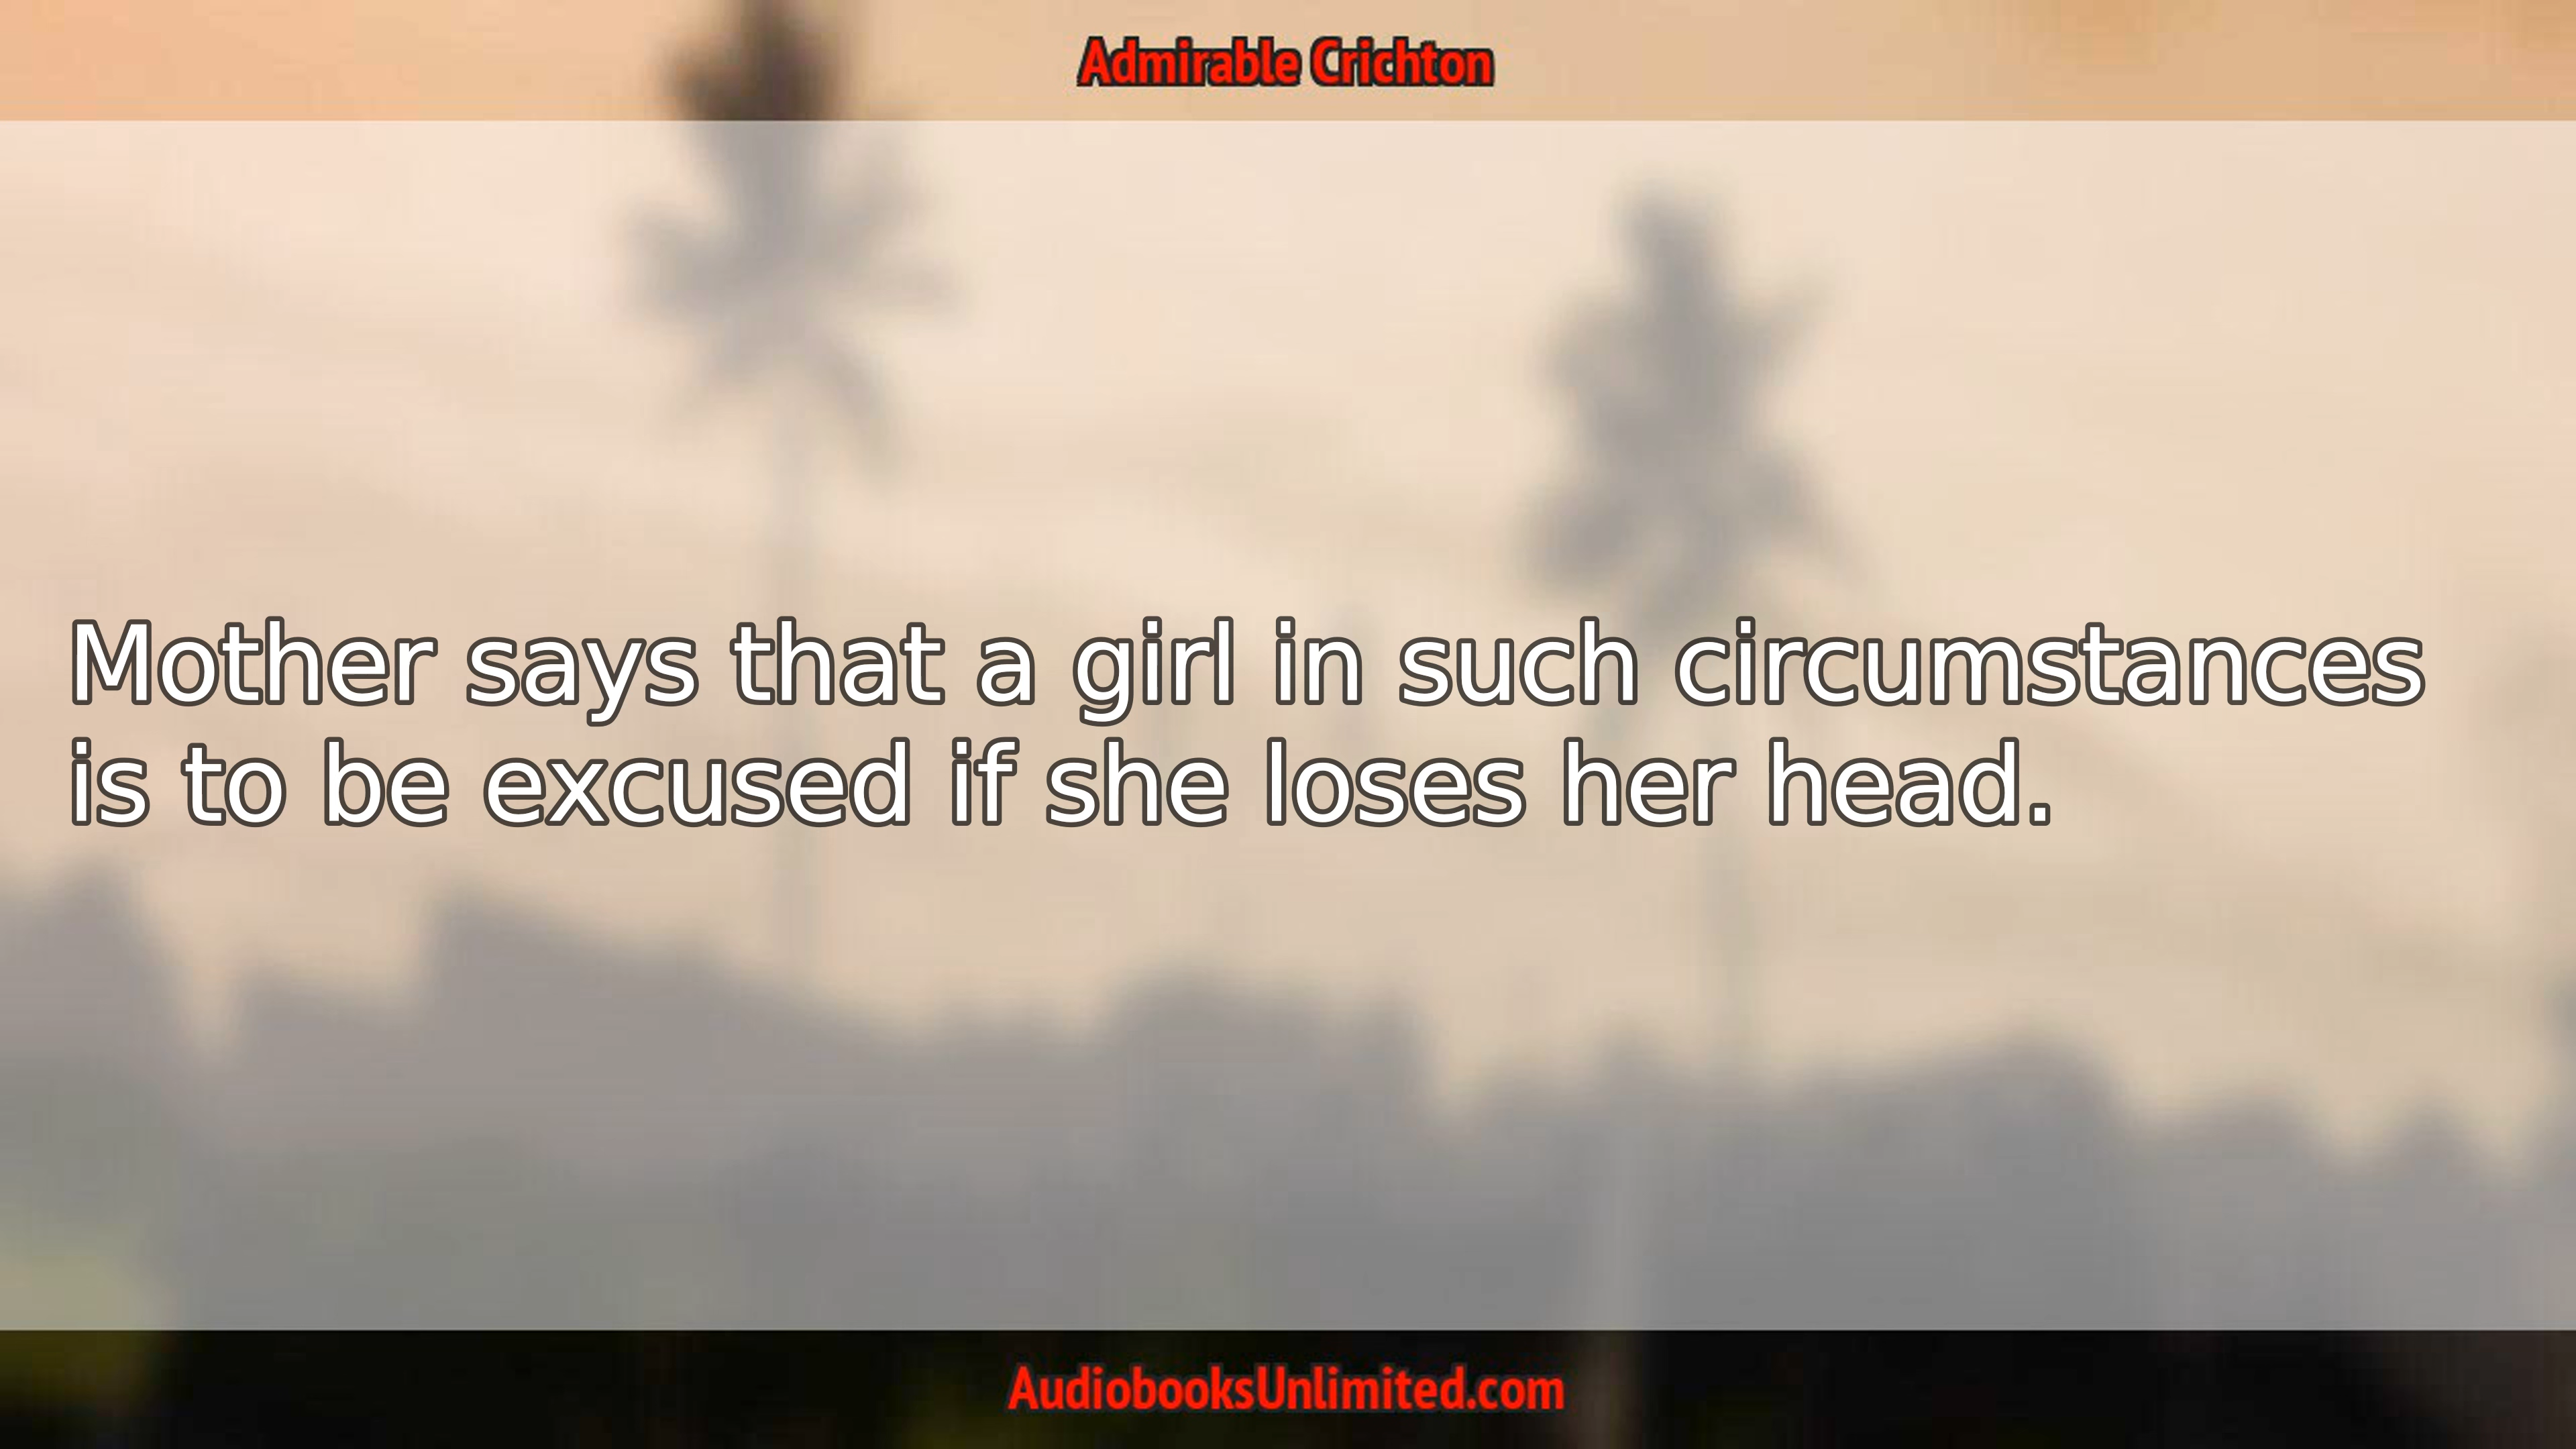 Admirable Crichton
Mother says that a girl in such circumstances
is to be excused if she loses her head.
AudiobooksUnlimited.com